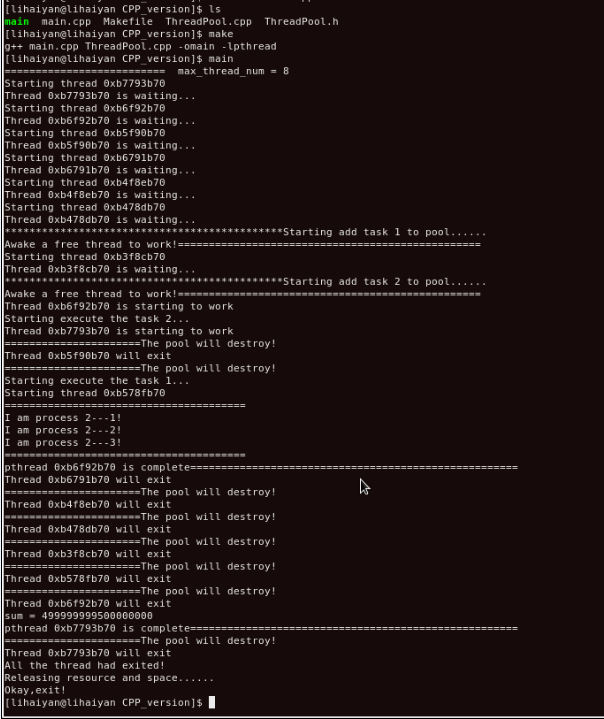 [lihaiyan@lihaiyan CPP_version]$ ls
main  main.cpp  Makefile  ThreadPool.cpp  ThreadPool.h
[lihaiyan@lihaiyan CPP_version]$ make
g++ main.cpp ThreadPool.cpp -omain -lpthread
[lihaiyan@lihaiyan CPP_version]$ main
==========================  max_thread_num = 8
Starting thread 0xb7793b70
Thread 0xb7793b70 is waiting...
Starting thread 0xb6f92b70
Thread 0xb6f92b70 is waiting...
Starting thread 0xb5f90b70
Thread 0xb5f90b70 is waiting...
Starting thread 0xb6791b70
Thread 0xb6791b70 is waiting...
Starting thread 0xb4f8eb70
Thread 0xb4f8eb70 is waiting...
Starting thread 0xb478db70
Thread 0xb478db70 is waiting...
*********************************************Starting add task 1 to pool......
Awake a free thread to work!=================================================
Starting thread 0xb3f8cb70
Thread 0xb3f8cb70 is waiting...
*********************************************Starting add task 2 to pool......
Awake a free thread to work!=================================================
Thread 0xb6f92b70 is starting to work
Starting execute the task 2...
Thread 0xb7793b70 is starting to work
======================The pool will destroy!
Thread 0xb5f90b70 will exit
======================The pool will destroy!
Starting execute the task 1...
Starting thread 0xb578fb70
=======================================
I am process 2---1!
I am process 2---2!
I am process 2---3!
=======================================
pthread 0xb6f92b70 is complete=====================================================
Thread 0xb6791b70 will exit
======================The pool will destroy!
Thread 0xb4f8eb70 will exit
======================The pool will destroy!
Thread 0xb478db70 will exit
======================The pool will destroy!
Thread 0xb3f8cb70 will exit
======================The pool will destroy!
Thread 0xb578fb70 will exit
======================The pool will destroy!
Thread 0xb6f92b70 will exit
sum = 499999999500000000
pthread 0xb7793b70 is complete=====================================================
======================The pool will destroy!
Thread 0xb7793b70 will exit
All the thread had exited!
Releasing resource and space......
Okay,exit!
[lihaiyan@lihaiyan CPP_version]$